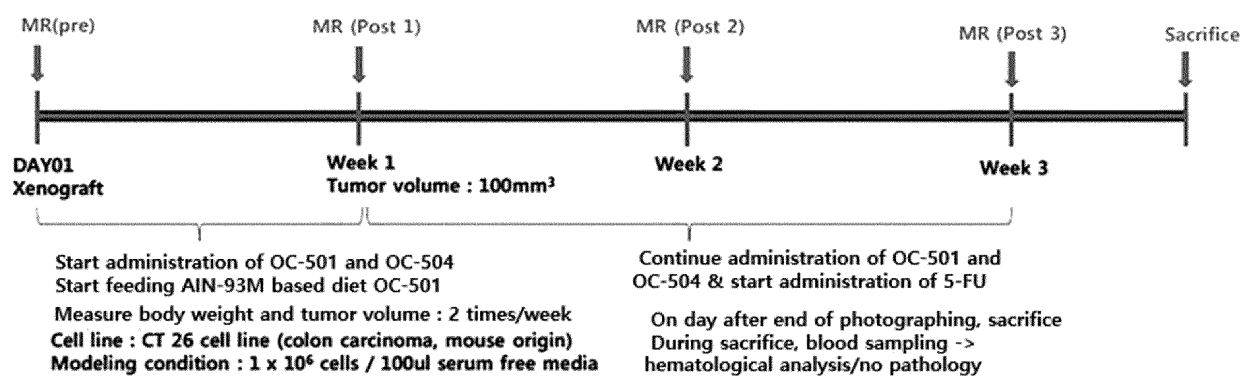 MR(pre)
MR (Post 1)
MR (Post 2)
MR (Post 3)
Sacrifice
DAY01
Xenograft
Week 1
Tumor volume : 100mm³
Week 2
Week 3
Start administration of OC-501 and OC-504
Start feeding AIN-93M based diet OC-501
Measure body weight and tumor volume : 2 times/week
Cell line : CT 26 cell line (colon carcinoma, mouse origin)
Modeling condition : 1 x 10⁶ cells / 100ul serum free media
Continue administration of OC-501 and
OC-504 & start administration of 5-FU
On day after end of photographing, sacrifice
During sacrifice, blood sampling ->
hematological analysis/no pathology